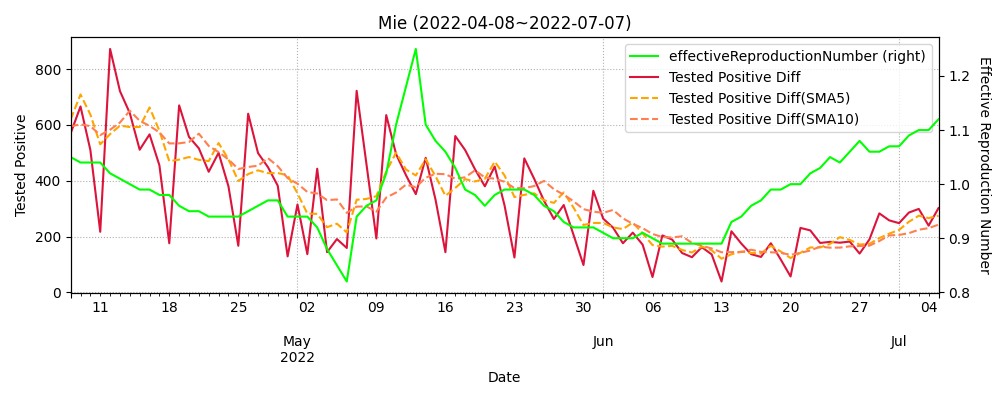 Mie (2022-04-08~2022-07-07)
effectiveReproductionNumber (right)
Tested Positive Diff
Tested Positive Diff(SMA5)
Tested Positive Diff(SMA10)
Tested Positive
800
600
400
200
0
Effective Reproduction Number
1.2
1.1
1.0
0.9
0.8
11 18 25 02 09 16 23 30 06 13 20 27 04
May Jun Jul
2022
Date